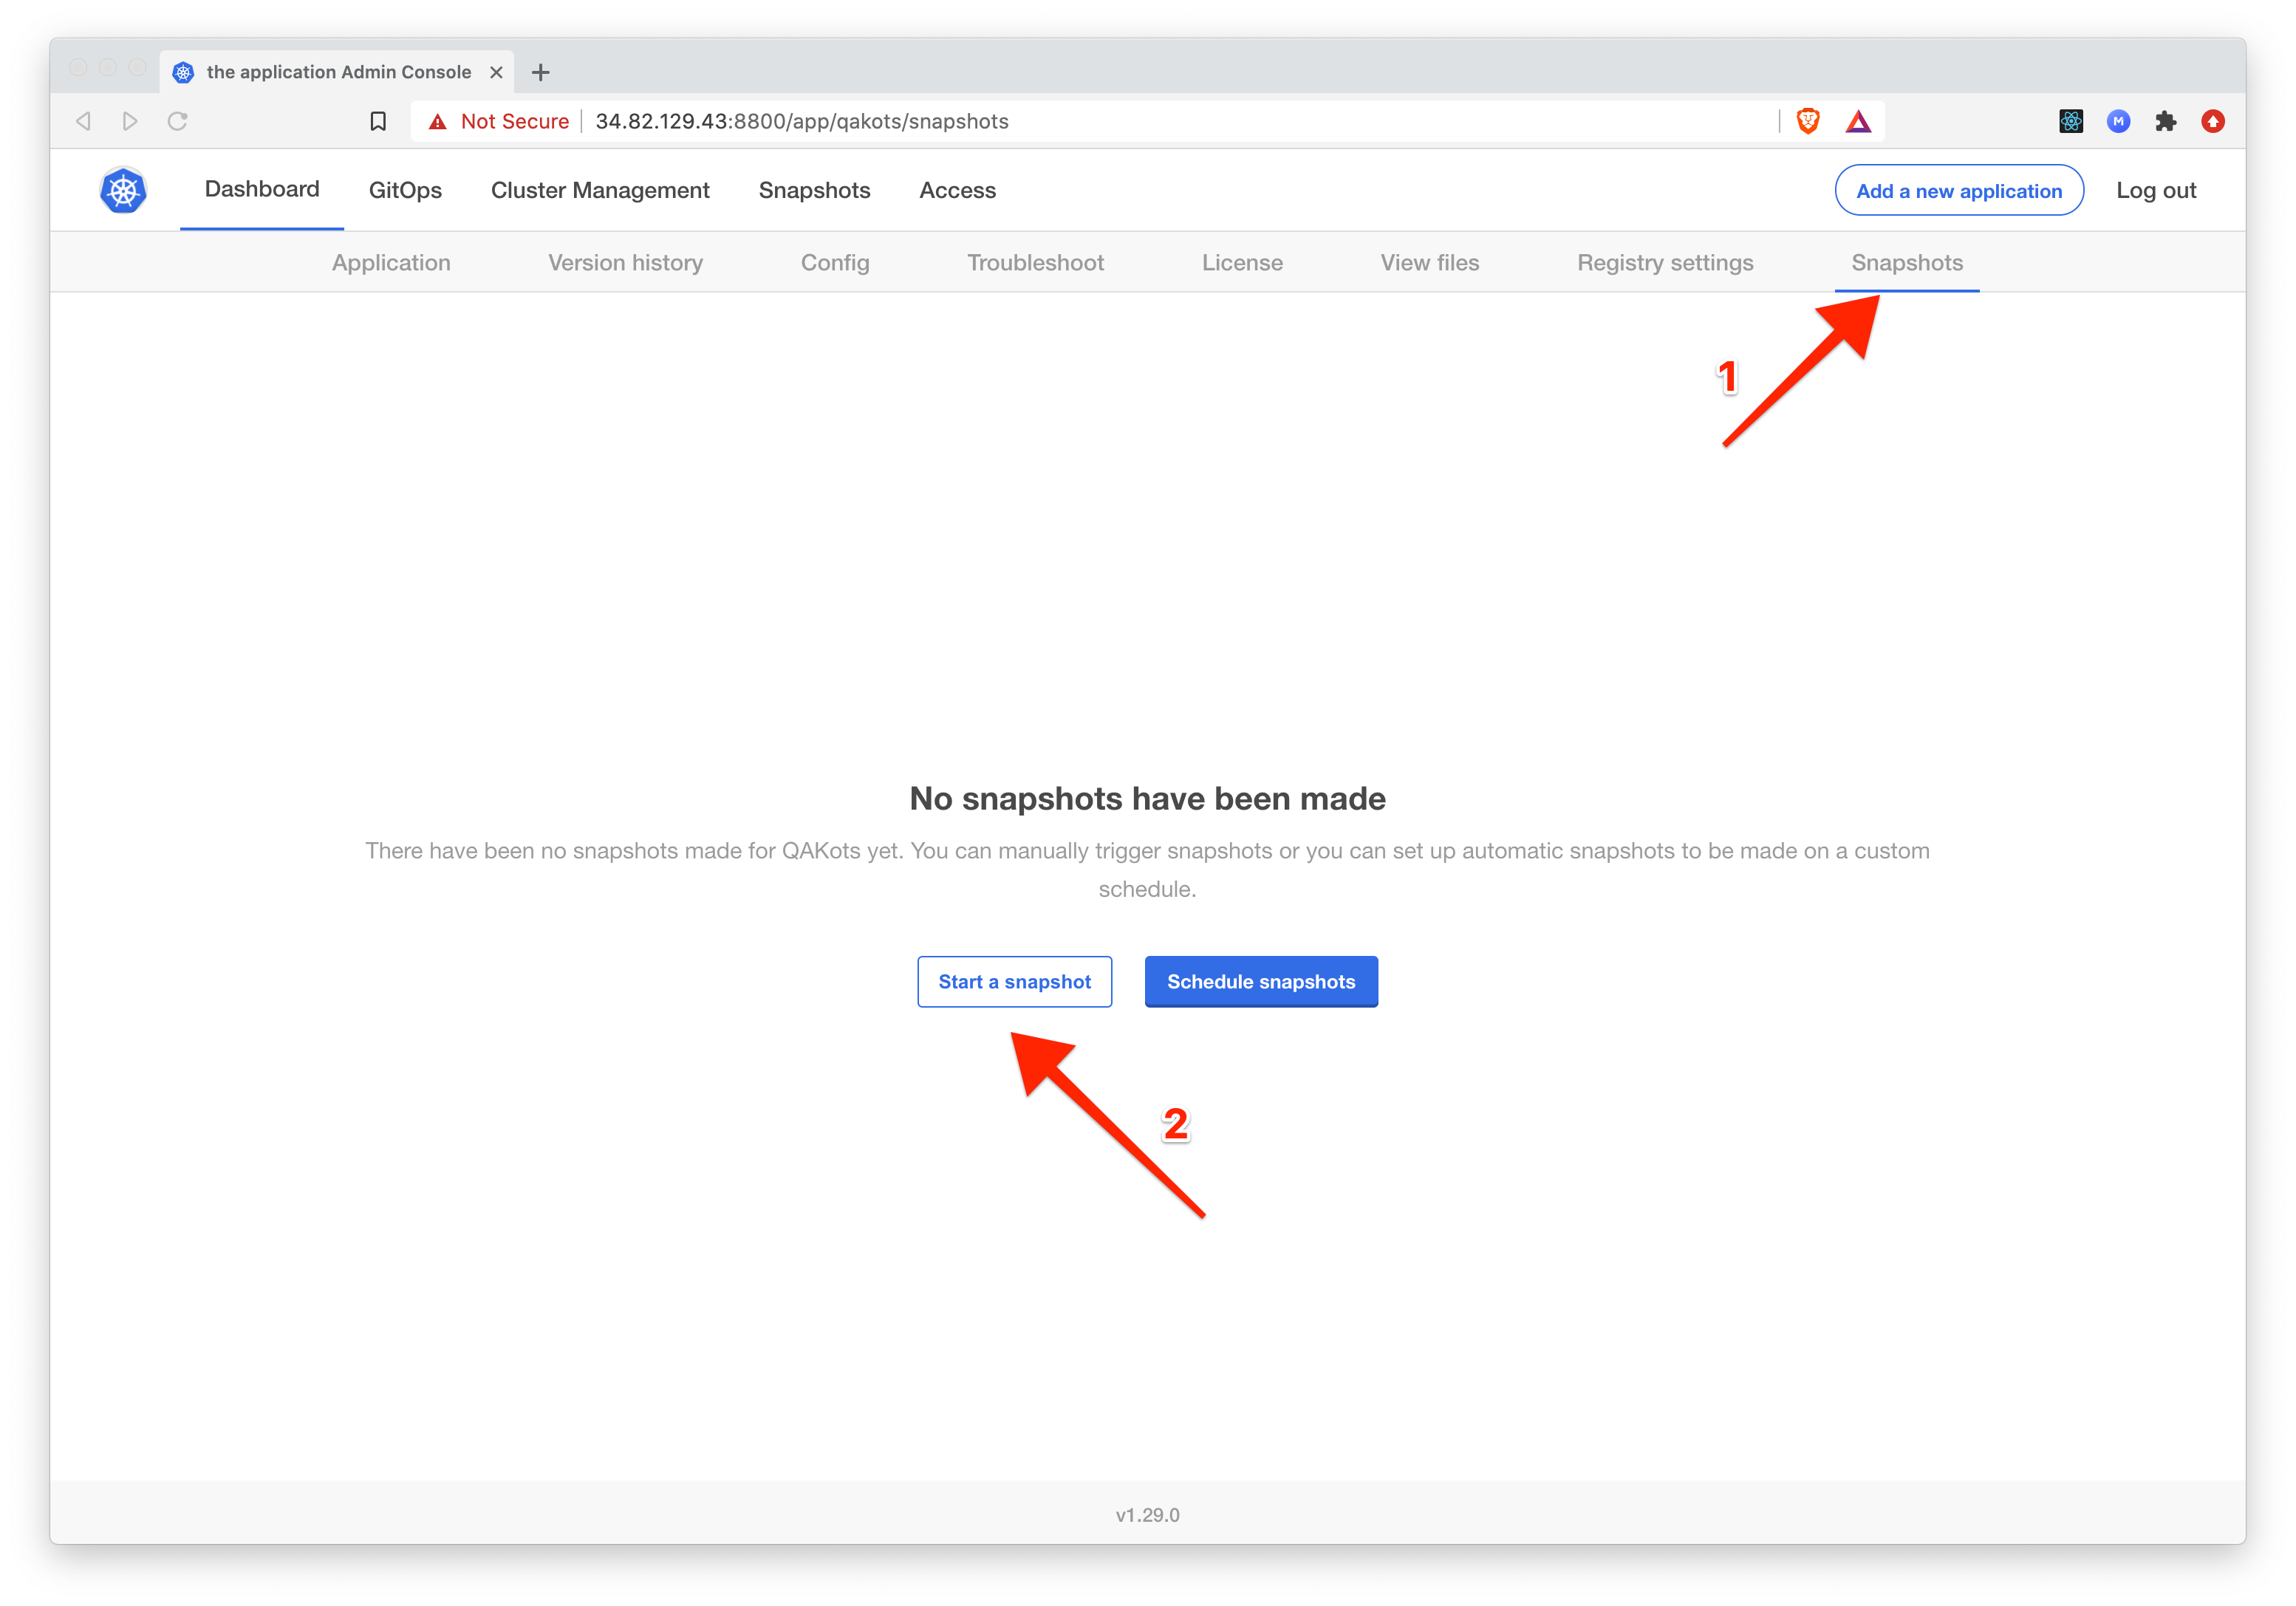 the application Admin Console
Not Secure 34.82.129.43:8800/app/qakots/snapshots
M
Dashboard GitOps Cluster Management Snapshots Access Add a new application Log out
Application Version history Config Troubleshoot License View files Registry settings Snapshots
1
No snapshots have been made
There have been no snapshots made for QAKots yet. You can manually trigger snapshots or you can set up automatic snapshots to be made on a custom
schedule.
Start a snapshot Schedule snapshots
2
v1.29.0